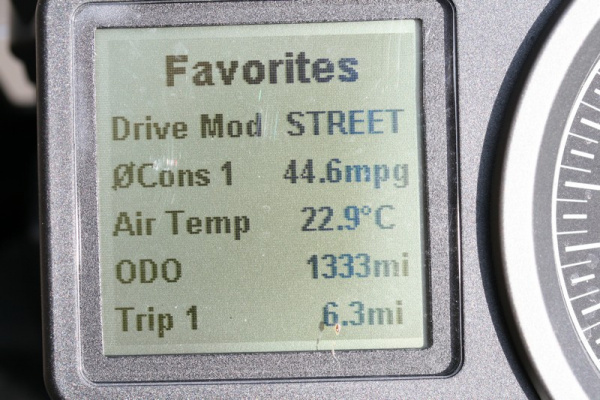 Favorites
Drive Mod STREET
ØCons 1 44.6mpg
Air Temp 22.9°C
ODO 1333mi
Trip 1 6.3mi